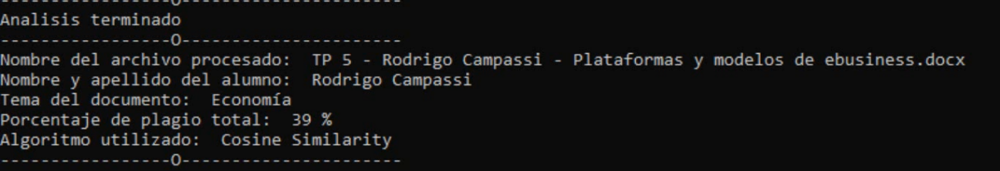 -----------------O----------------------
Analisis terminado
-----------------O----------------------
Nombre del archivo procesado:  TP 5 - Rodrigo Campassi - Plataformas y modelos de ebusiness.docx
Nombre y apellido del alumno:  Rodrigo Campassi
Tema del documento:  Economía
Porcentaje de plagio total:  39 %
Algoritmo utilizado:  Cosine Similarity
-----------------O----------------------